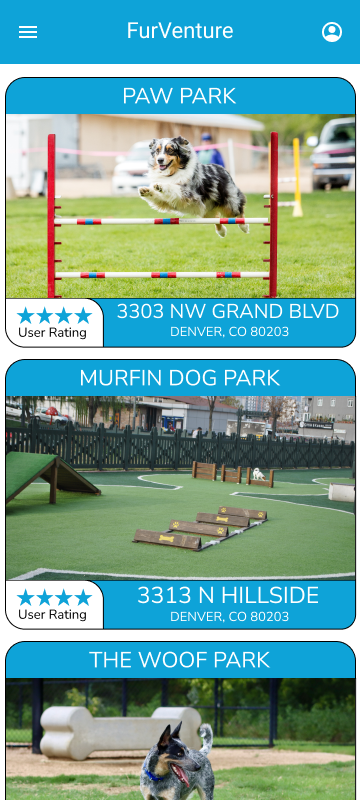 FurVenture
PAW PARK
3303 NW GRAND BLVD
User Rating
DENVER, CO 80203
MURFIN DOG PARK
3313 N HILLSIDE
User Rating
DENVER, CO 80203
THE WOOF PARK